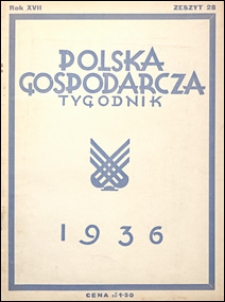 Rok XVII ZESZYT 28
POLSKA
GOSPODARCZA
TYGODNIK
1936
CENA zł 1·50